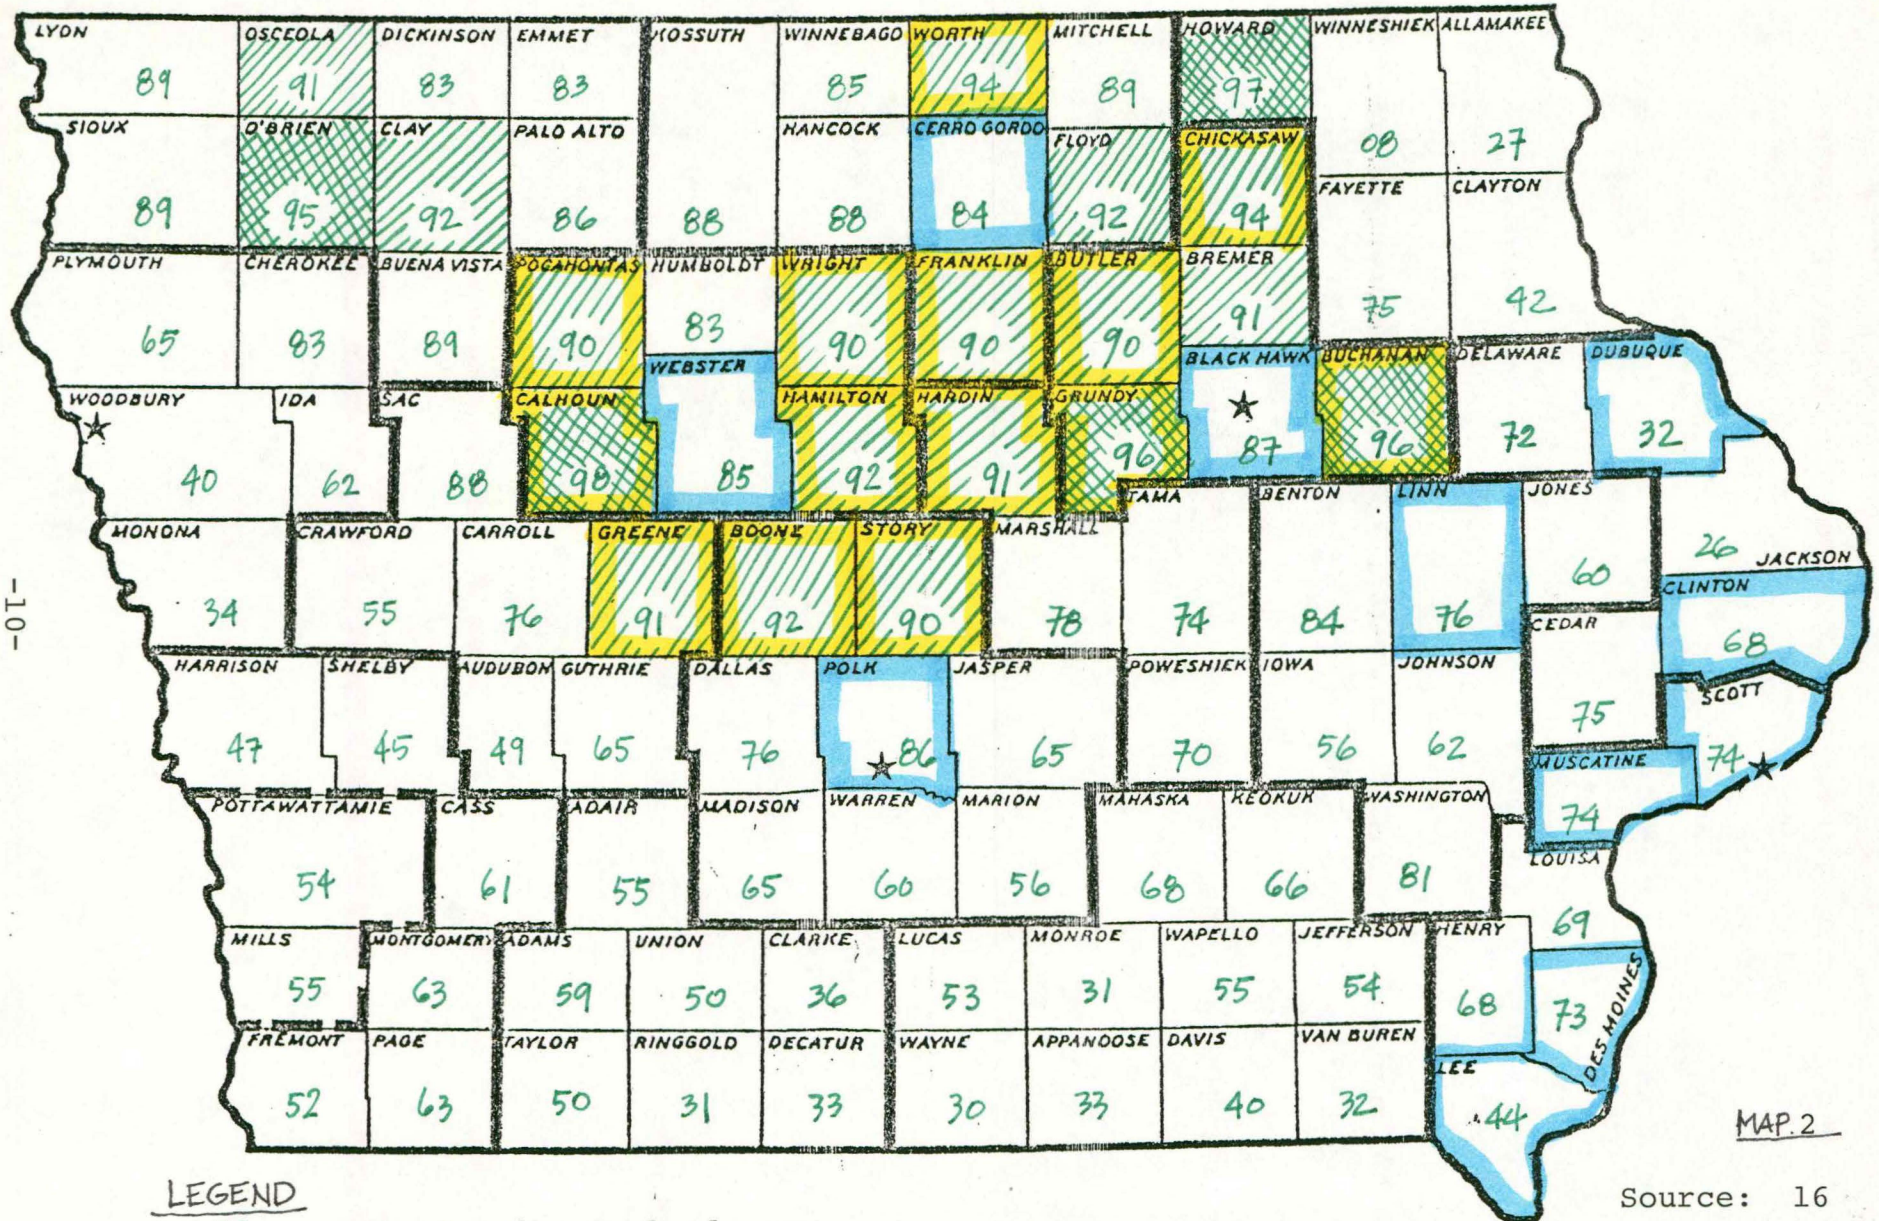 LYON OSCEOLA DICKINSON EMMET KOSSUTH WINNEBAGO WORTH MITCHELL HOWARD WINNESHIEK ALLAMAKEE
89 91 83 83 85 94 89 97
SIOUX O'BRIEN CLAY PALO ALTO HANCOCK CERRO GORDO FLOYD CHICKASAW 08 27
FAYETTE CLAYTON
89 95 92 86 88 88 84 92 94
PLYMOUTH CHEROKEE BUENA VISTA POCAHONTAS HUMBOLDT WRIGHT FRANKLIN BUTLER BREMER
65 83 89 90 83 90 90 90 91 75 42
WEBSTER BLACK HAWK BUCHANAN DELAWARE DUBUQUE
WOODBURY IDA SAC CALHOUN HAMILTON HARDIN GRUNDY
40 62 88 98 85 92 91 96 87 96 72 32
TAMA BENTON LINN JONES
MONONA CRAWFORD CARROLL GREENE BOONE STORY MARSHALL
26 JACKSON
34 55 76 91 92 90 78 74 84 76 60
CLINTON
68
CEDAR
HARRISON SHELBY AUDUBON GUTHRIE DALLAS POLK JASPER POWESHIEK IOWA JOHNSON
SCOTT
47 45 49 65 76 86 65 70 56 62 75
MUSCATINE 74
74
POTTAWATTAMIE CASS ADAIR MADISON WARREN MARION MAHASKA KEOKUK WASHINGTON
LOUISA
54 61 55 65 60 56 68 66 81
69
MILLS MONTGOMERY ADAMS UNION CLARKE LUCAS MONROE WAPELLO JEFFERSON HENRY
55 63 59 50 36 53 31 55 54 68 73
DES MOINES
FREMONT PAGE TAYLOR RINGGOLD DECATUR WAYNE APPANOOSE DAVIS VAN BUREN LEE
52 63 50 31 33 30 33 40 32 44
-10-
MAP. 2
LEGEND
Source: 16